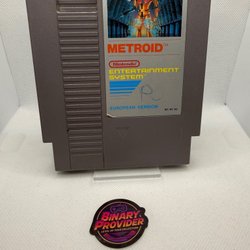 METROID
Nintendo
ENTERTAINMENT
SYSTEM
EUROPEAN VERSION
BINARY
PROVIDER